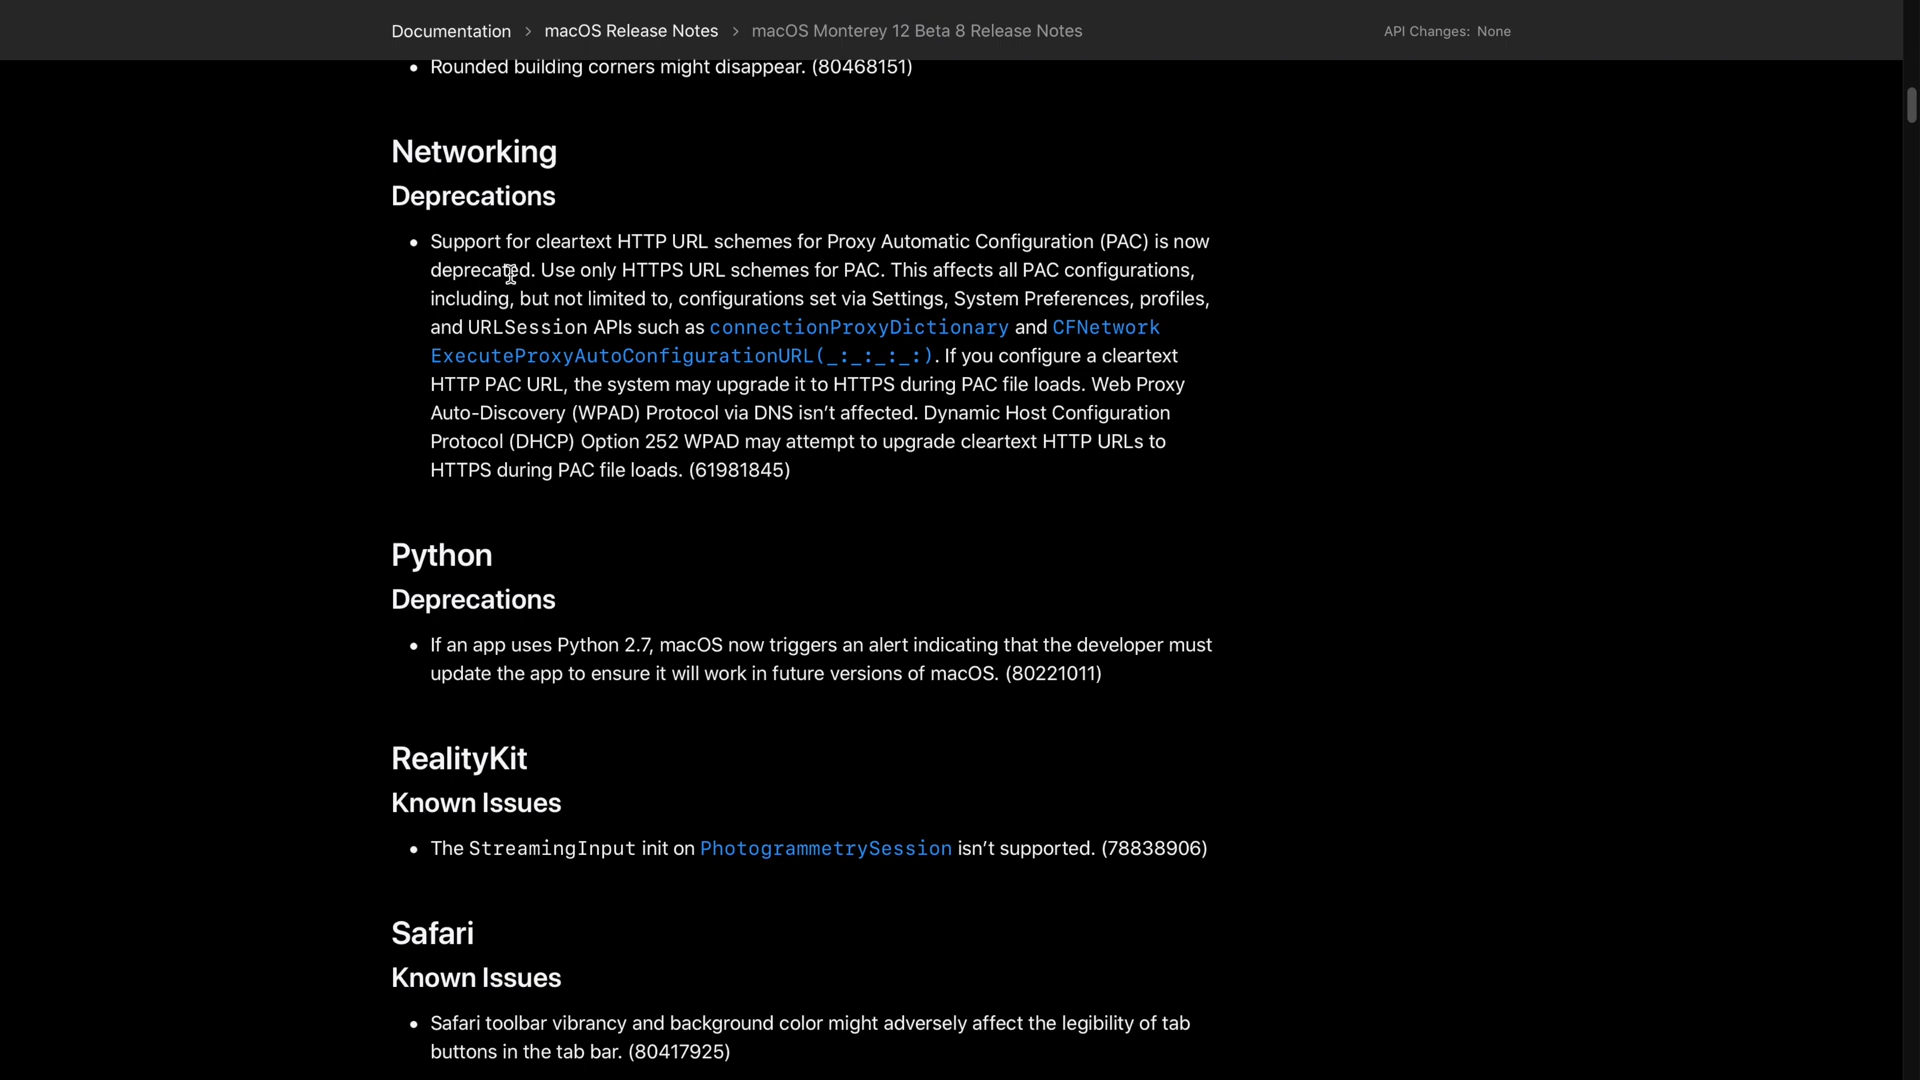 Documentation > macOS Release Notes > macOS Monterey 12 Beta 8 Release Notes API Changes: None
• Rounded building corners might disappear. (80468151)
Networking
Deprecations
• Support for cleartext HTTP URL schemes for Proxy Automatic Configuration (PAC) is now
deprecated. Use only HTTPS URL schemes for PAC. This affects all PAC configurations,
including, but not limited to, configurations set via Settings, System Preferences, profiles,
and URLSession APIs such as connectionProxyDictionary and CFNetwork
ExecuteProxyAutoConfigurationURL(_:_:_:_:). If you configure a cleartext
HTTP PAC URL, the system may upgrade it to HTTPS during PAC file loads. Web Proxy
Auto-Discovery (WPAD) Protocol via DNS isn’t affected. Dynamic Host Configuration
Protocol (DHCP) Option 252 WPAD may attempt to upgrade cleartext HTTP URLs to
HTTPS during PAC file loads. (61981845)
Python
Deprecations
• If an app uses Python 2.7, macOS now triggers an alert indicating that the developer must
update the app to ensure it will work in future versions of macOS. (80221011)
RealityKit
Known Issues
• The StreamingInput init on PhotogrammetrySession isn’t supported. (78838906)
Safari
Known Issues
• Safari toolbar vibrancy and background color might adversely affect the legibility of tab
buttons in the tab bar. (80417925)